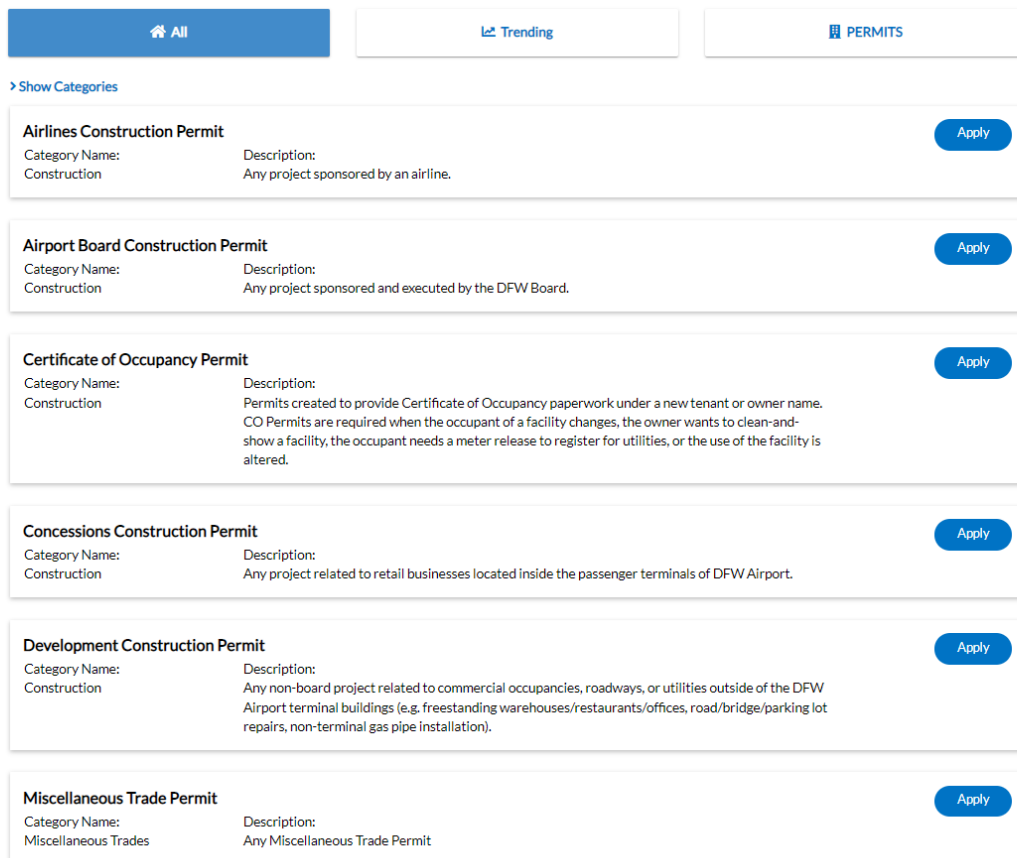 All
Trending
PERMITS
Show Categories
Airlines Construction Permit
Apply
Category Name:
Description:
Construction
Any project sponsored by an airline.
Airport Board Construction Permit
Apply
Category Name:
Description:
Construction
Any project sponsored and executed by the DFW Board.
Certificate of Occupancy Permit
Apply
Category Name:
Description:
Construction
Permits created to provide Certificate of Occupancy paperwork under a new tenant or owner name.
CO Permits are required when the occupant of a facility changes, the owner wants to clean-and-
show a facility, the occupant needs a meter release to register for utilities, or the use of the facility is
altered.
Concessions Construction Permit
Apply
Category Name:
Description:
Construction
Any project related to retail businesses located inside the passenger terminals of DFW Airport.
Development Construction Permit
Apply
Category Name:
Description:
Construction
Any non-board project related to commercial occupancies, roadways, or utilities outside of the DFW
Airport terminal buildings (e.g. freestanding warehouses/restaurants/offices, road/bridge/parking lot
repairs, non-terminal gas pipe installation).
Miscellaneous Trade Permit
Apply
Category Name:
Description:
Miscellaneous Trades
Any Miscellaneous Trade Permit